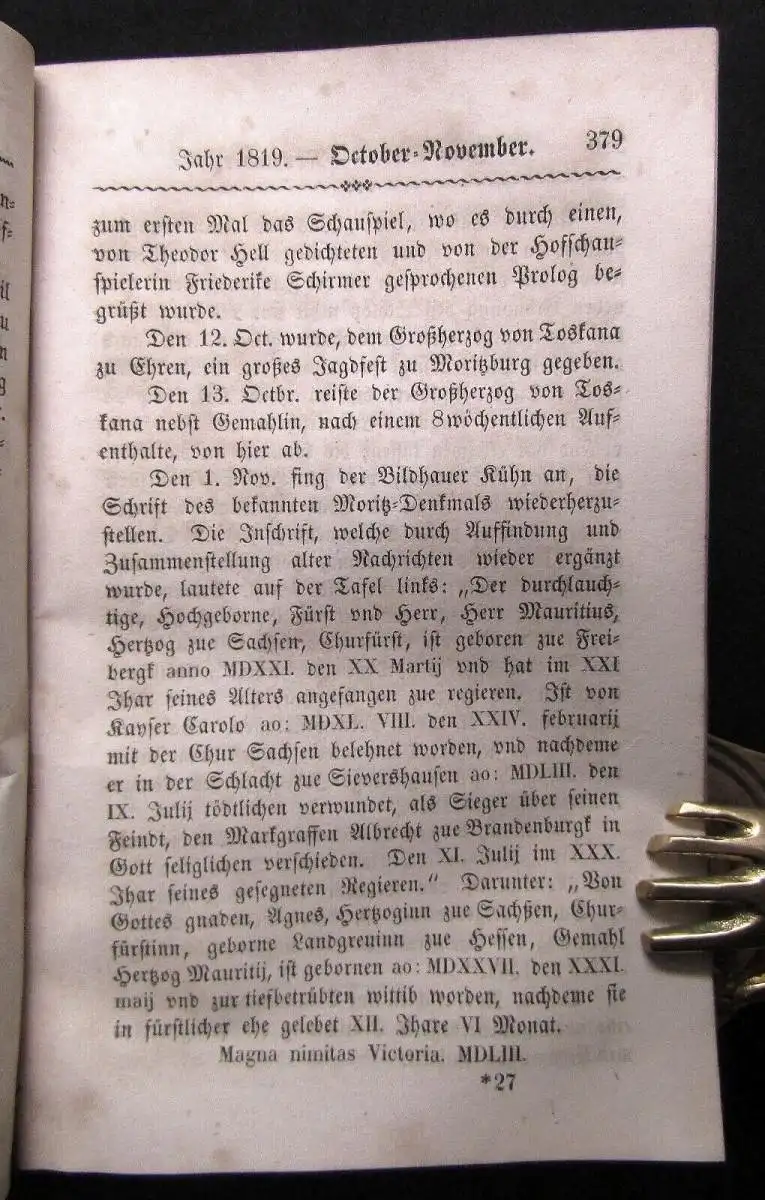 Jahr 1819. — October-November. 379
zum ersten Mal das Schauspiel, wo es durch einen,
von Theodor Hell gedichteten und von der Hofschau-
spielerin Friederike Schirmer gesprochenen Prolog be-
grüßt wurde.
Den 12. Oct. wurde, dem Großherzog von Toskana
zu Ehren, ein großes Jagdfest zu Moritzburg gegeben.
Den 13. Octbr. reiste der Großherzog von Tos-
kana nebst Gemahlin, nach einem 8wöchentlichen Auf-
enthalte, von hier ab.
Den 1. Nov. fing der Bildhauer Kühn an, die
Schrift des bekannten Moritz-Denkmals wiederherzu-
stellen. Die Inschrift, welche durch Auffindung und
Zusammenstellung alter Nachrichten wieder ergänzt
wurde, lautete auf der Tafel links: „Der durchlauch-
tige, Hochgeborne, Fürst vnd Herr, Herr Mauritius,
Hertzog zue Sachsen, Churfürst, ist geboren zue Frei-
bergk anno MDXXI. den XX Martij vnd hat im XXI
Jhar seines Alters angefangen zue regieren. Ist von
Kayser Carolo ao: MDXL. VIII. den XXIV. februarij
mit der Chur Sachsen belehnet worden, vnd nachdeme
er in der Schlacht zue Sievershausen ao: MDLIII. den
IX. Julij tödtlichen verwundet, als Sieger über seinen
Feindt, den Markgraffen Albrecht zue Brandenburgk in
Gott seliglichen verschieden. Den XI. Julij im XXX.
Jhar seines gesegneten Regieren.“ Darunter: „Von
Gottes gnaden, Agnes, Hertzoginn zue Sachßen, Chur-
fürstinn, geborne Landgreuinn zue Hessen, Gemahl
Hertzog Mauritij, ist gebornen ao: MDXXVII. den XXXI.
maij vnd zur tiefbetrübten wittib worden, nachdeme sie
in fürstlicher ehe gelebet XII. Jhare VI Monat.
Magna nimitas Victoria. MDLIII.
*27